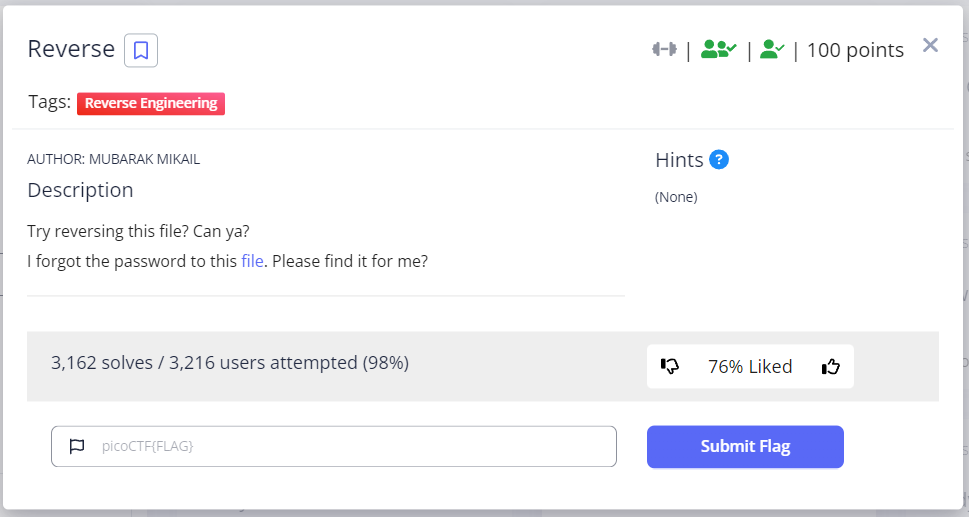 Reverse
| | | 100 points
Tags: Reverse Engineering
AUTHOR: MUBARAK MIKAIL
Description
Try reversing this file? Can ya?
I forgot the password to this file. Please find it for me?
Hints ?
(None)
3,162 solves / 3,216 users attempted (98%)
76% Liked
picoCTF{FLAG}
Submit Flag